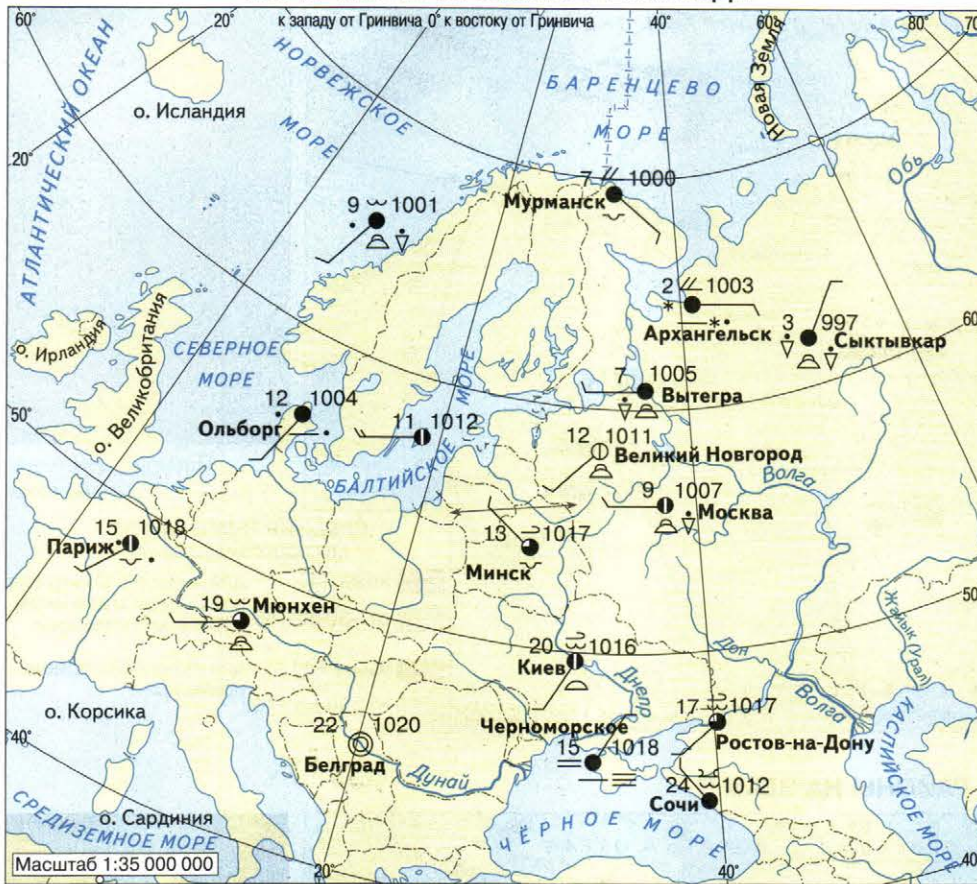 к западу от Гринвича 0° к востоку от Гринвича
60° 20° 40° 60° 80° 70°
АТЛАНТИЧЕСКИЙ ОКЕАН
о. Исландия
НОРВЕЖСКОЕ МОРЕ
БАРЕНЦЕВО МОРЕ
Новая Земля
Обь
20°
60°
7 1000
Мурманск
9 1001
2 1003
Архангельск
3 997
Сыктывкар
60°
о. Ирландия
о. Великобритания
СЕВЕРНОЕ МОРЕ
МОРЕ
БАЛТИЙСКОЕ
7 1005
Вытегра
50°
12 1004
Ольборг
11 1012
12 1011
Великий Новгород
Волга
9 1007
Москва
15 1018
Париж
13 1017
Минск
50°
19
Мюнхен
Жайык (Урал)
20 1016
Киев
Днепр
Дон
Волга
о. Корсика
22 1020
Белград
Черноморское
15 1018
17 1017
Ростов-на-Дону
КАСПИЙСКОЕ МОРЕ
40°
Дунай
24 1012
Сочи
о. Сардиния
СРЕДИЗЕМНОЕ МОРЕ
ЧЁРНОЕ МОРЕ
Масштаб 1:35 000 000
20° 40° 40°